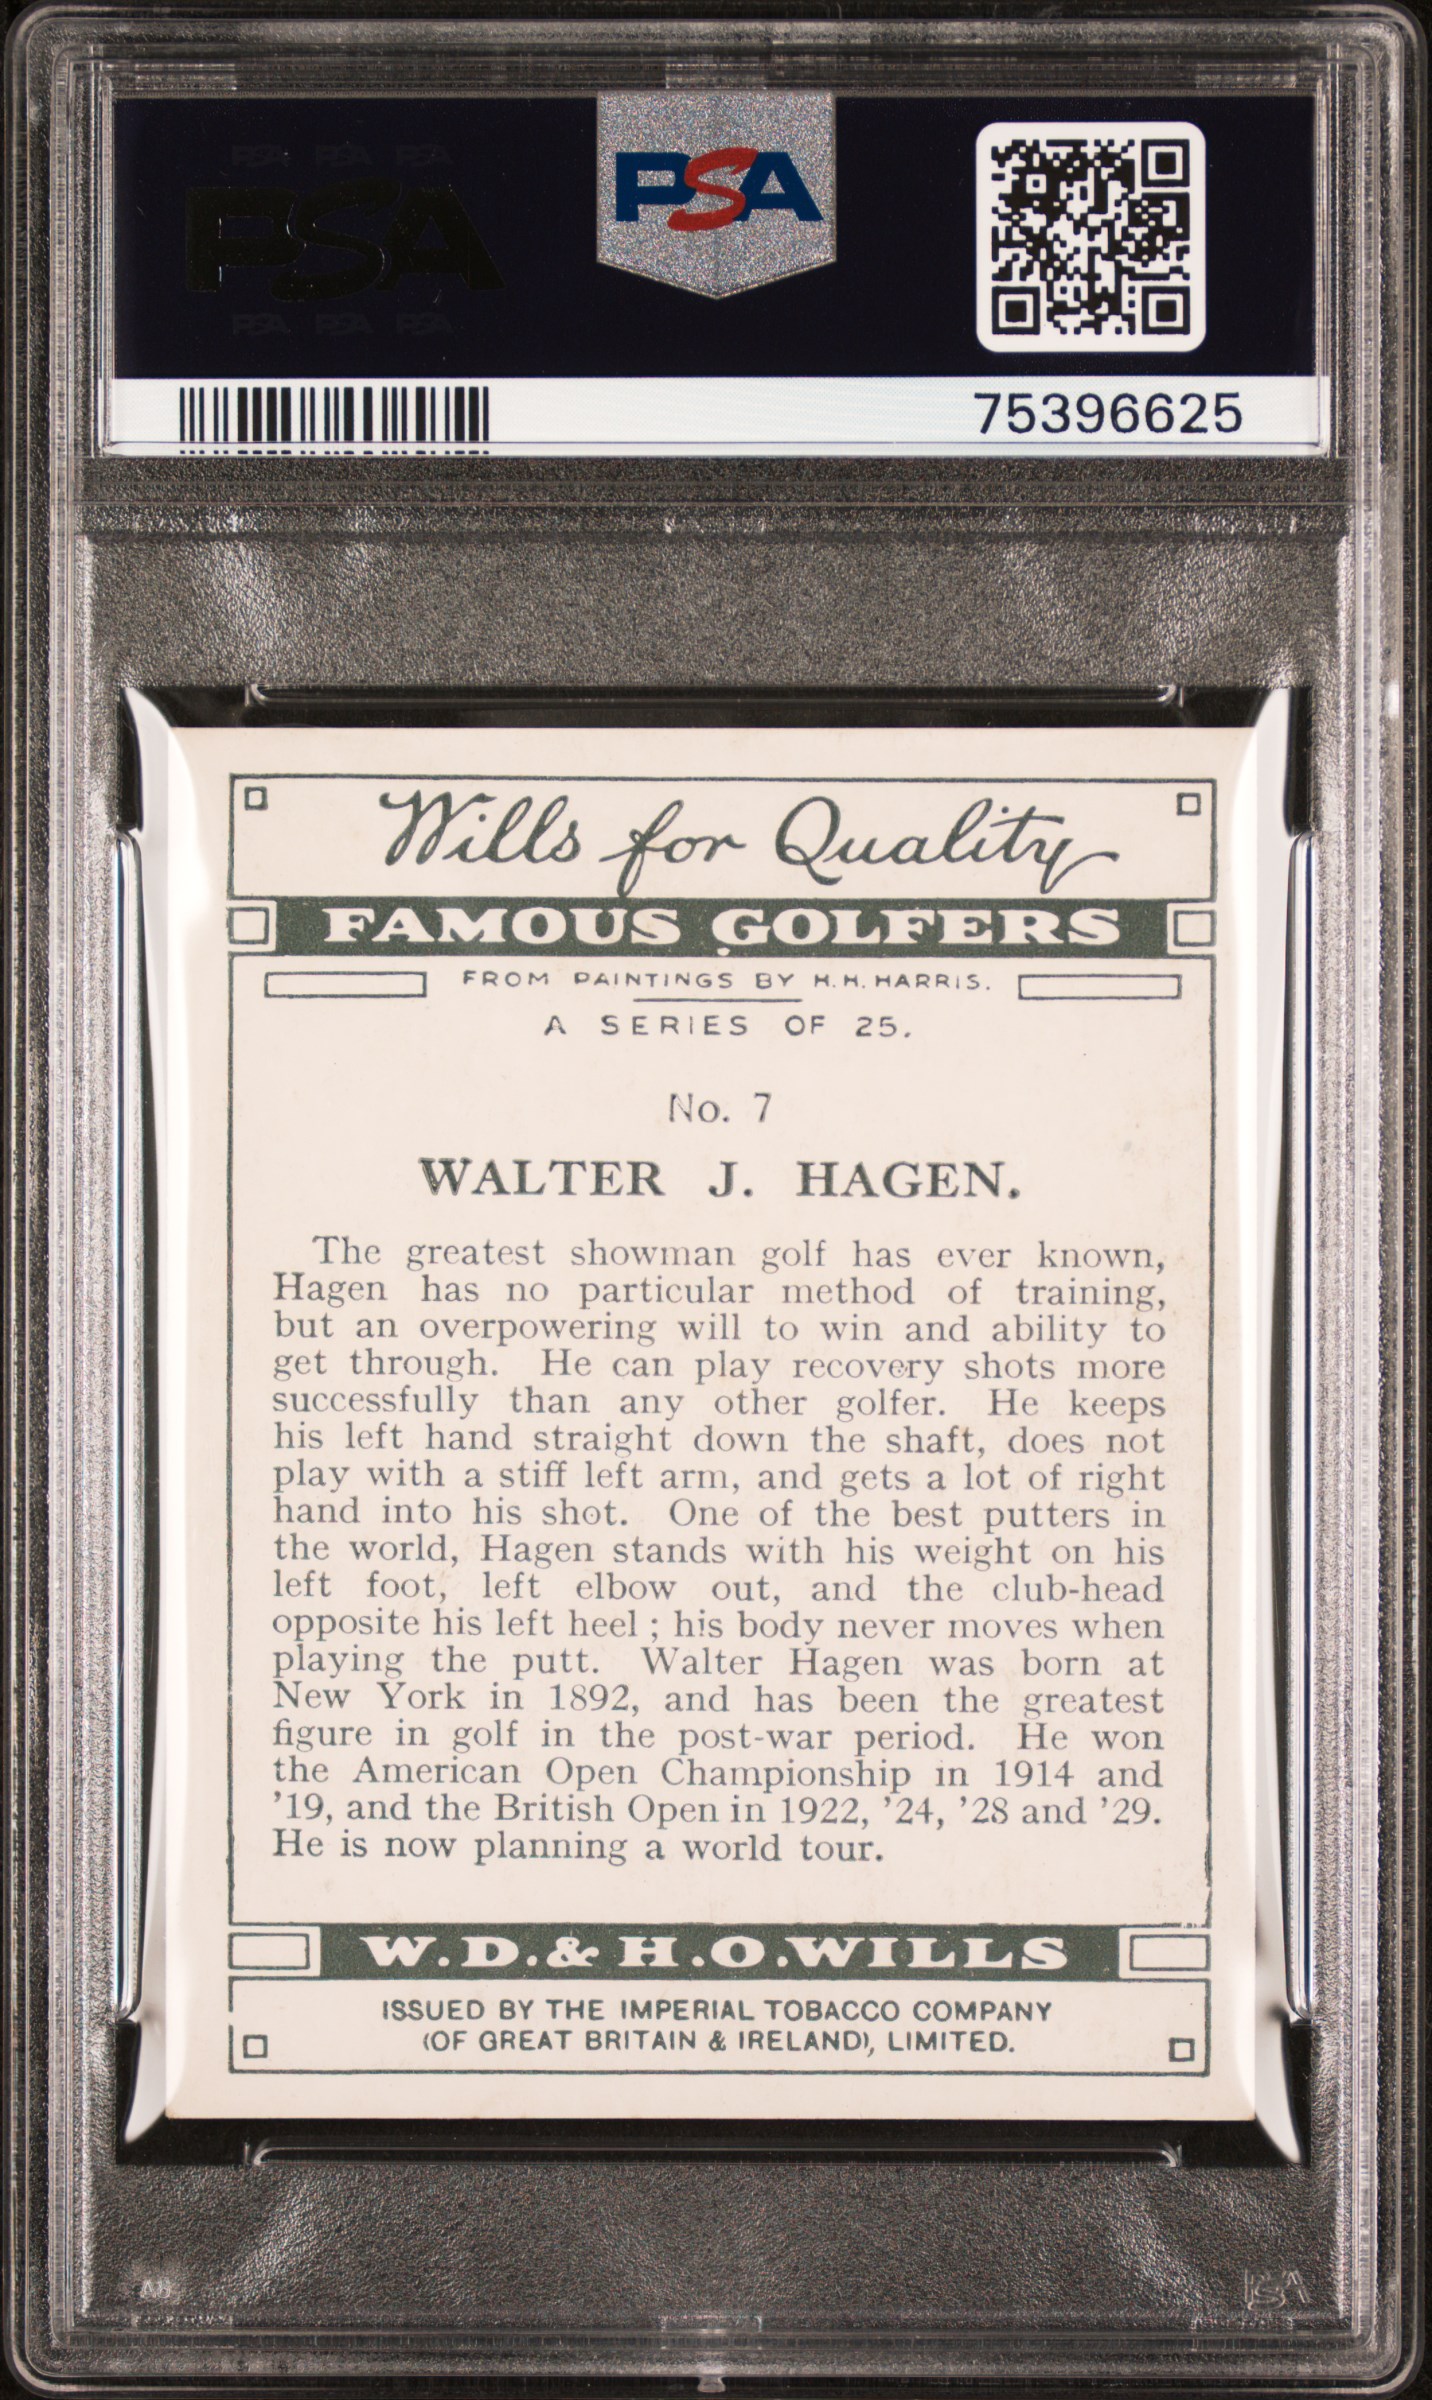 PSA PSA PSA
PSA
PSA PSA PSA
PSA
75396625
Wills for Quality
FAMOUS GOLFERS
FROM PAINTINGS BY H.H. HARRIS.
A SERIES OF 25.
No. 7
WALTER J. HAGEN.
The greatest showman golf has ever known,
Hagen has no particular method of training,
but an overpowering will to win and ability to
get through. He can play recovery shots more
successfully than any other golfer. He keeps
his left hand straight down the shaft, does not
play with a stiff left arm, and gets a lot of right
hand into his shot. One of the best putters in
the world, Hagen stands with his weight on his
left foot, left elbow out, and the club-head
opposite his left heel ; his body never moves when
playing the putt. Walter Hagen was born at
New York in 1892, and has been the greatest
figure in golf in the post-war period. He won
the American Open Championship in 1914 and
’19, and the British Open in 1922, ’24, ’28 and ’29.
He is now planning a world tour.
W.D.& H.O.WILLS
ISSUED BY THE IMPERIAL TOBACCO COMPANY
(OF GREAT BRITAIN & IRELAND), LIMITED.
PSA